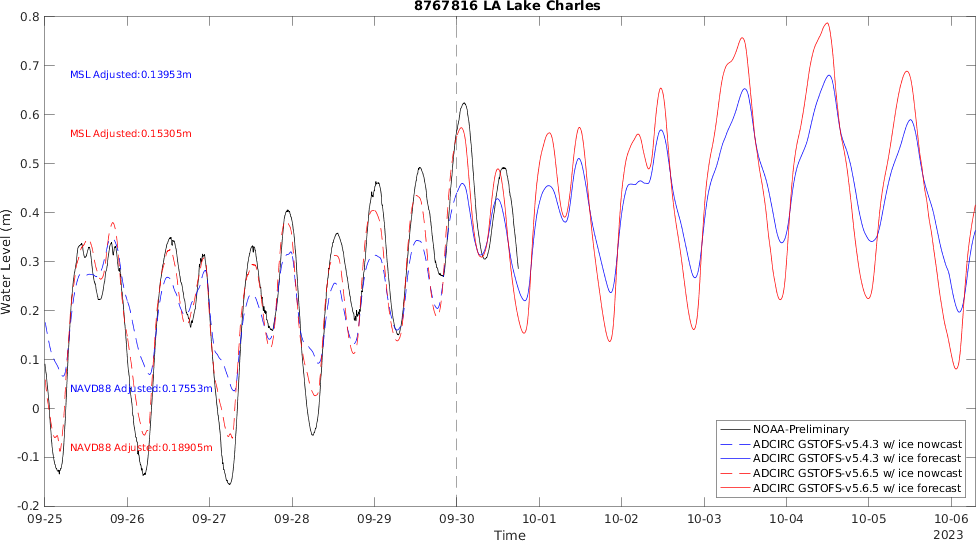 8767816 LA Lake Charles
0.8
0.7
0.6
0.5
0.4
0.3
0.2
0.1
0
-0.1
-0.2
Water Level (m)
MSL Adjusted:0.13953m
MSL Adjusted:0.15305m
NAVD88 Adjusted:0.17553m
NAVD88 Adjusted:0.18905m
NOAA-Preliminary
ADCIRC GSTOFS-v5.4.3 w/ ice nowcast
ADCIRC GSTOFS-v5.4.3 w/ ice forecast
ADCIRC GSTOFS-v5.6.5 w/ ice nowcast
ADCIRC GSTOFS-v5.6.5 w/ ice forecast
09-25 09-26 09-27 09-28 09-29 09-30 10-01 10-02 10-03 10-04 10-05 10-06
Time 2023